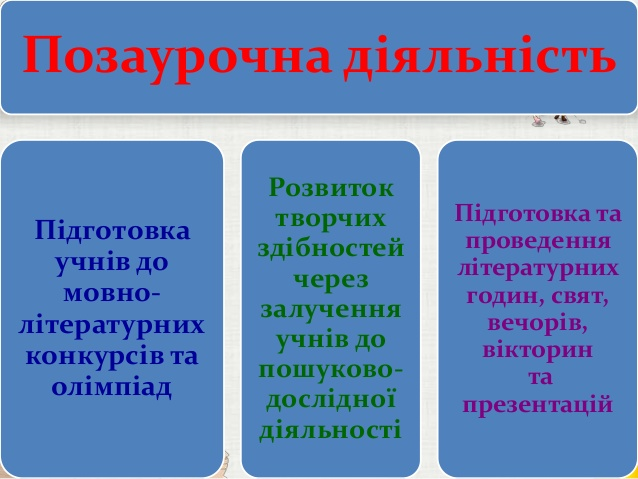 Позаурочна діяльність
Підготовка
учнів до
мовно-
літературних
конкурсів та
олімпіад
Розвиток
творчих
здібностей
через
залучення
учнів до
пошуково-
дослідної
діяльності
Підготовка та
проведення
літературних
годин, свят,
вечорів,
вікторин
та
презентацій